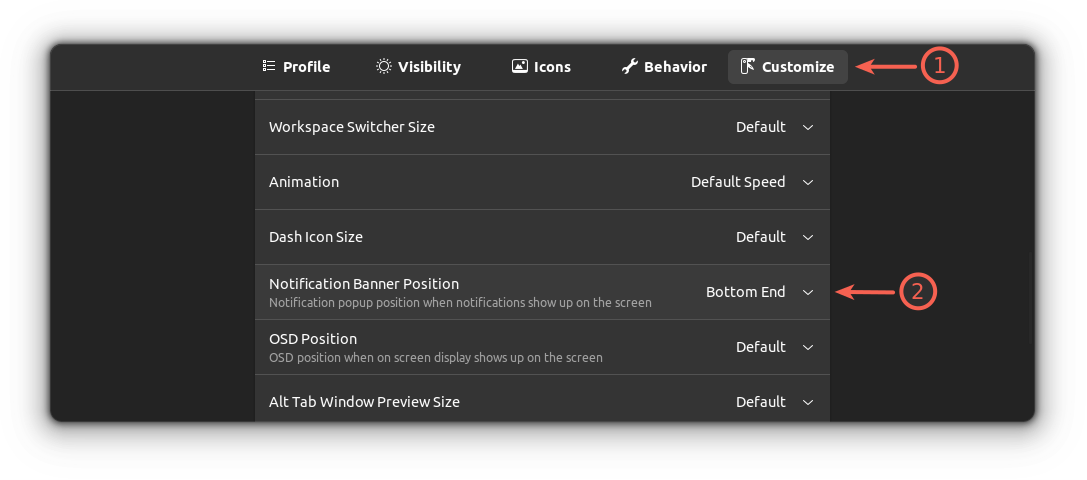 Profile Visibility Icons Behavior Customize 1
Workspace Switcher Size Default
Animation Default Speed
Dash Icon Size Default
Notification Banner Position
Notification popup position when notifications show up on the screen
Bottom End 2
OSD Position
OSD position when on screen display shows up on the screen
Default
Alt Tab Window Preview Size Default